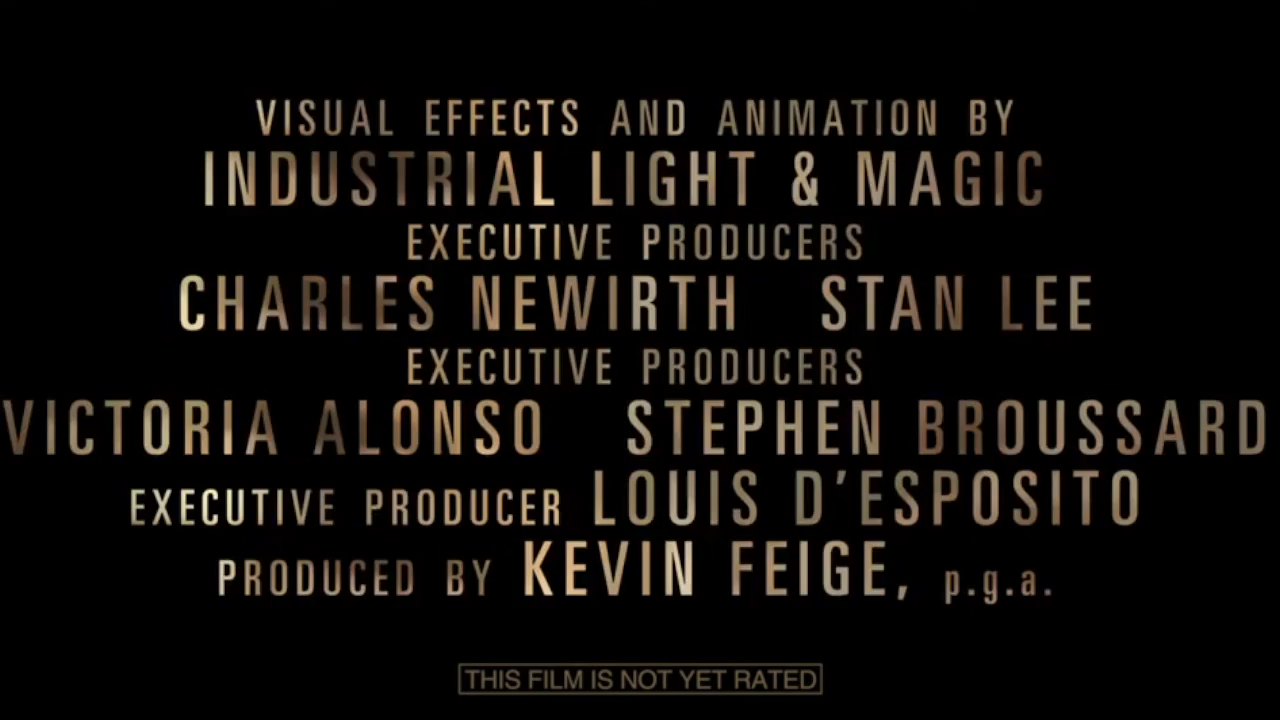 VISUAL EFFECTS AND ANIMATION BY
INDUSTRIAL LIGHT & MAGIC
EXECUTIVE PRODUCERS
CHARLES NEWIRTH STAN LEE
EXECUTIVE PRODUCERS
VICTORIA ALONSO STEPHEN BROUSSARD
EXECUTIVE PRODUCER LOUIS D'ESPOSITO
PRODUCED BY KEVIN FEIGE, p.g.a.
THIS FILM IS NOT YET RATED